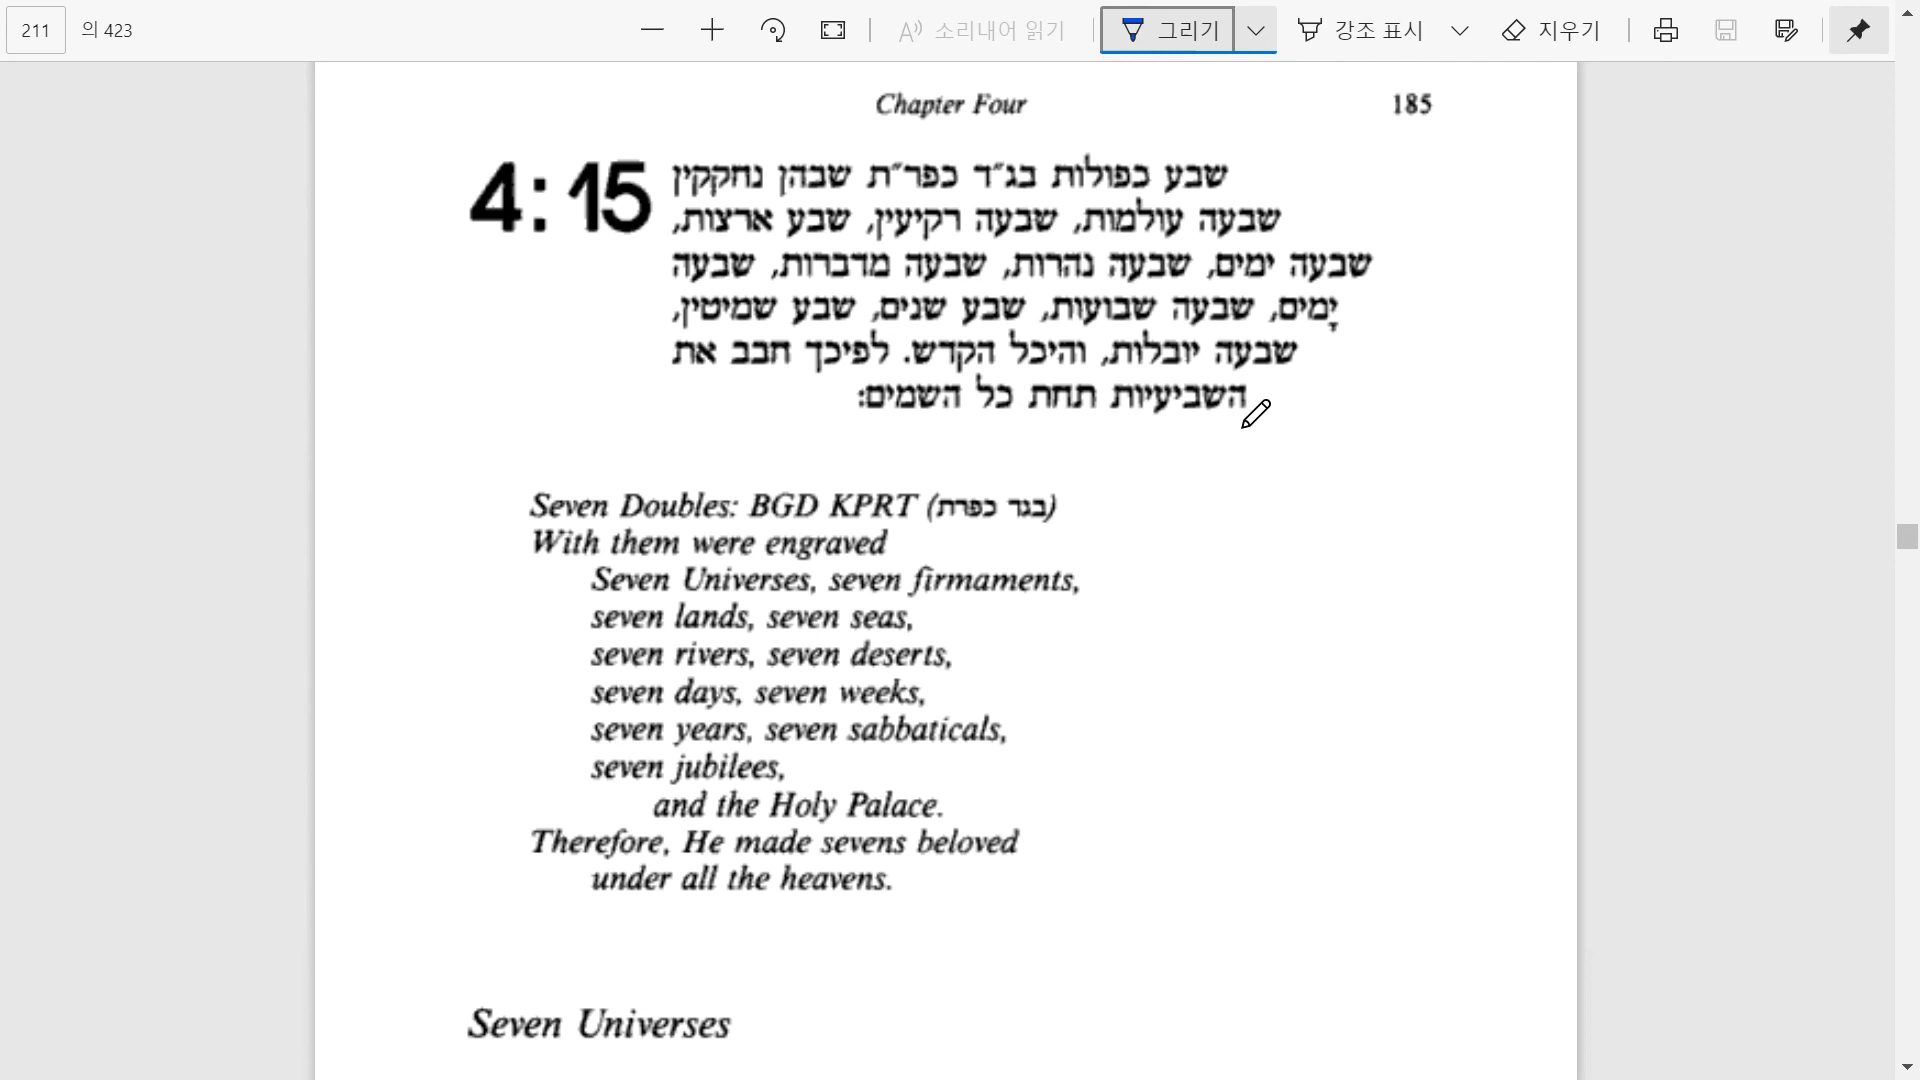 211 의 423
소리내어 읽기
그리기
강조 표시
지우기
Chapter Four 185
4:15
שבע כפולות בג״ד כפר״ת שבהן נחקקין
שבעה עולמות, שבעה רקיעין, שבע ארצות,
שבעה ימים, שבעה נהרות, שבעה מדברות, שבעה
יָמים, שבעה שבועות, שבע שנים, שבע שמיטין,
שבעה יובלות, והיכל הקדש. לפיכך חבב את
השביעיות תחת כל השמים:
Seven Doubles: BGD KPRT (בגד כפרת)
With them were engraved
Seven Universes, seven firmaments,
seven lands, seven seas,
seven rivers, seven deserts,
seven days, seven weeks,
seven years, seven sabbaticals,
seven jubilees,
and the Holy Palace.
Therefore, He made sevens beloved
under all the heavens.
Seven Universes